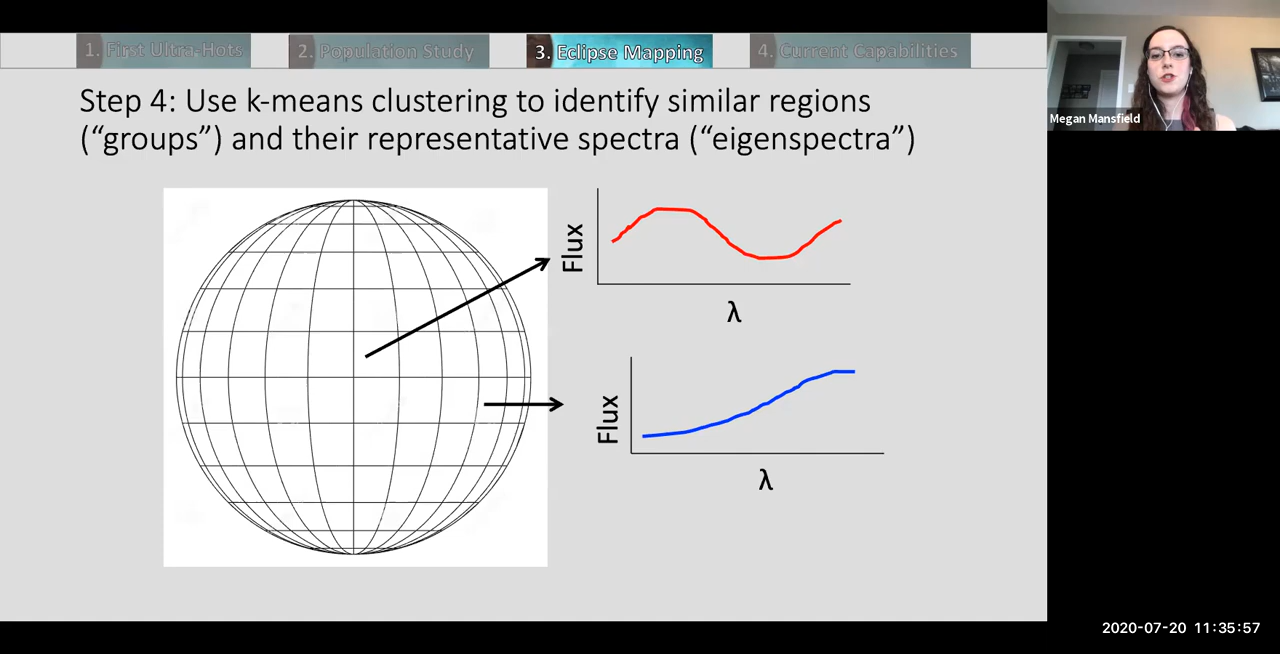 1. First Ultra-Hots
2. Population Study
3. Eclipse Mapping
4. Current Capabilities
Megan Mansfield
Step 4: Use k-means clustering to identify similar regions
(“groups”) and their representative spectra (“eigenspectra”)
Flux
λ
Flux
λ
2020-07-20 11:35:57